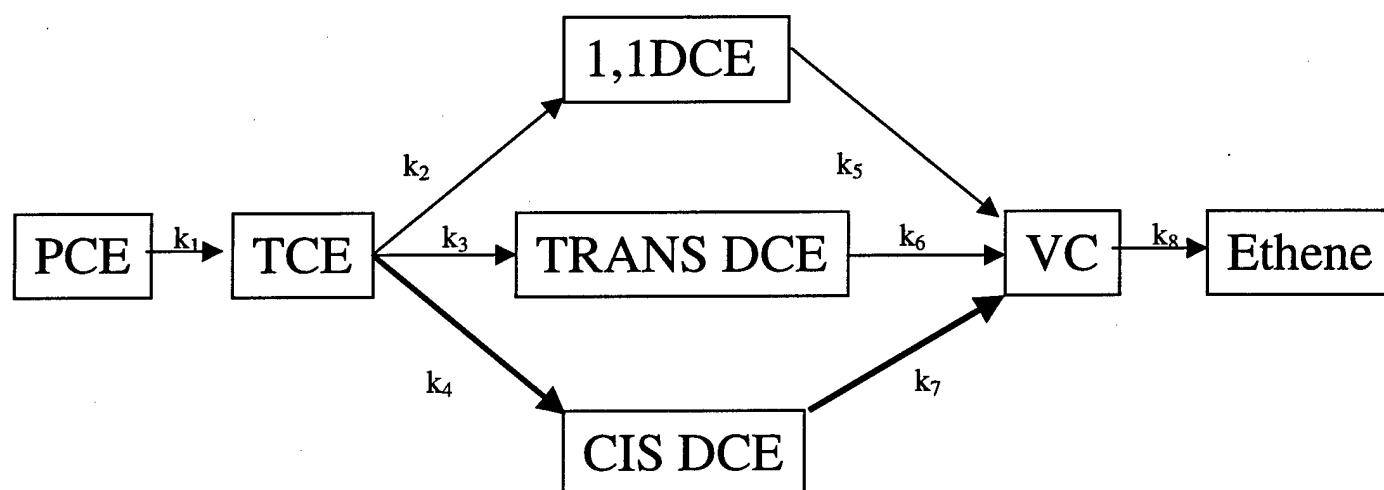 1,1DCE
k₂
k₅
PCE
k₁
TCE
k₃
TRANS DCE
k₆
VC
k₈
Ethene
k₄
k₇
CIS DCE